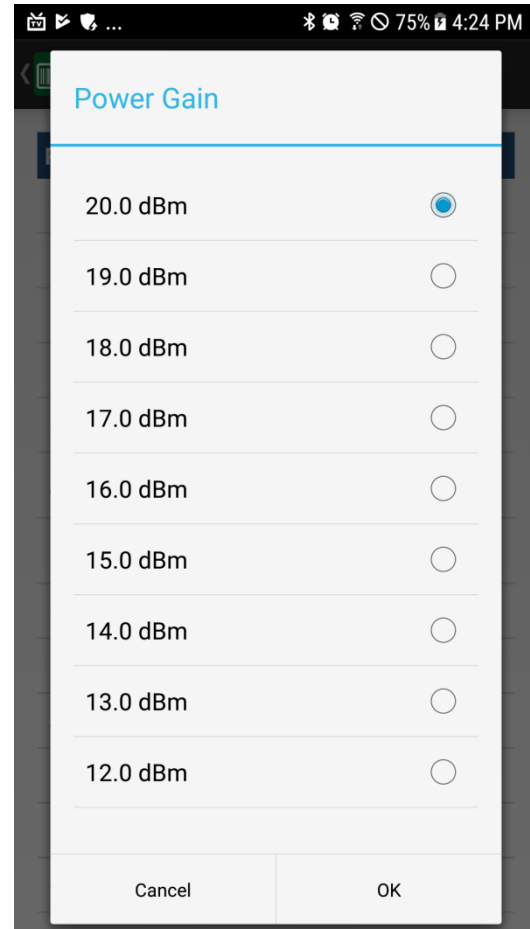 TV ... 75% 4:24 PM
Power Gain
20.0 dBm
19.0 dBm
18.0 dBm
17.0 dBm
16.0 dBm
15.0 dBm
14.0 dBm
13.0 dBm
12.0 dBm
Cancel OK